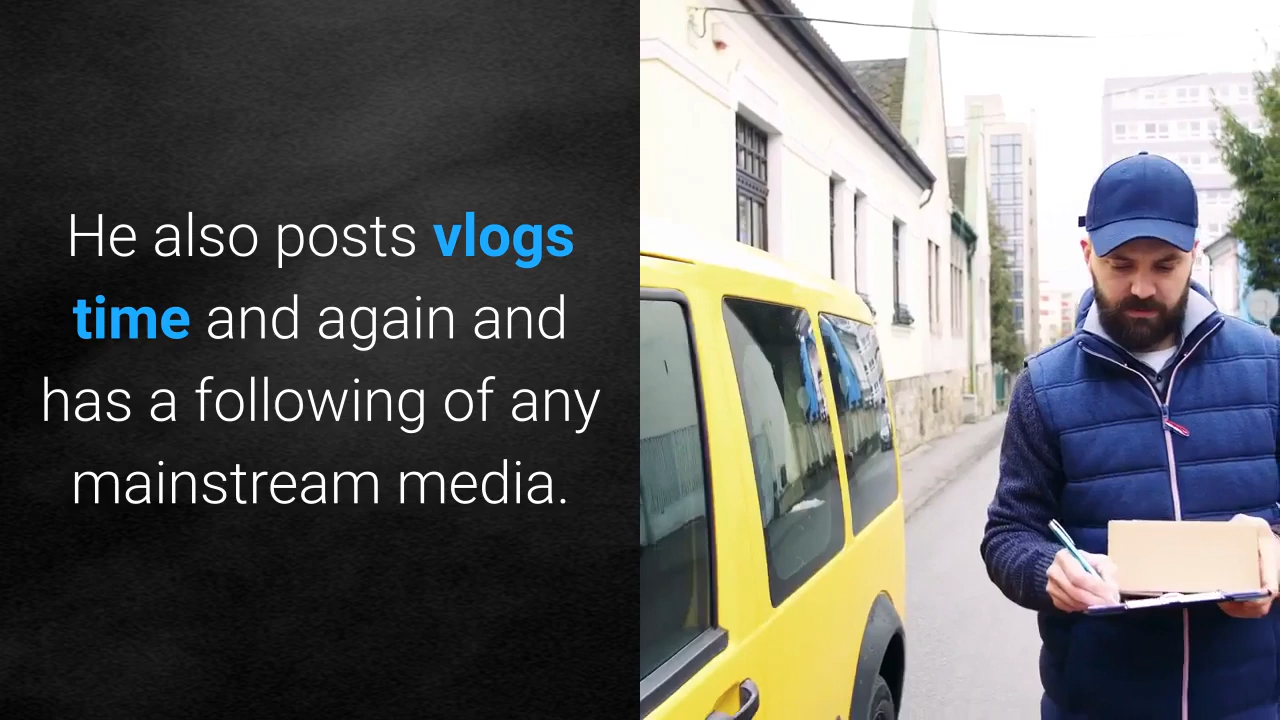 He also posts vlogs
time and again and
has a following of any
mainstream media.